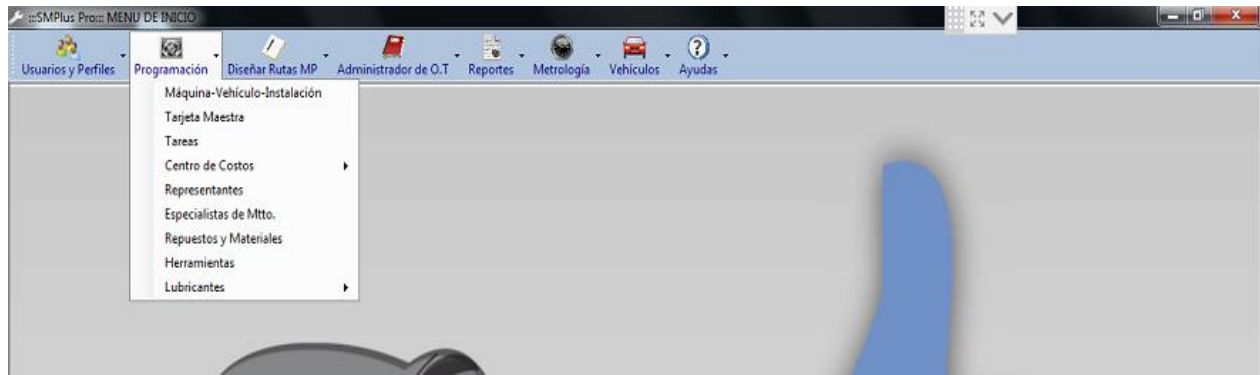 :::SMPlus Pro::: MENU DE INICIO
Usuarios y Perfiles Programación Diseñar Rutas MP Administrador de O.T Reportes Metrología Vehículos Ayudas
Máquina-Vehículo-Instalación
Tarjeta Maestra
Tareas
Centro de Costos
Representantes
Especialistas de Mtto.
Repuestos y Materiales
Herramientas
Lubricantes